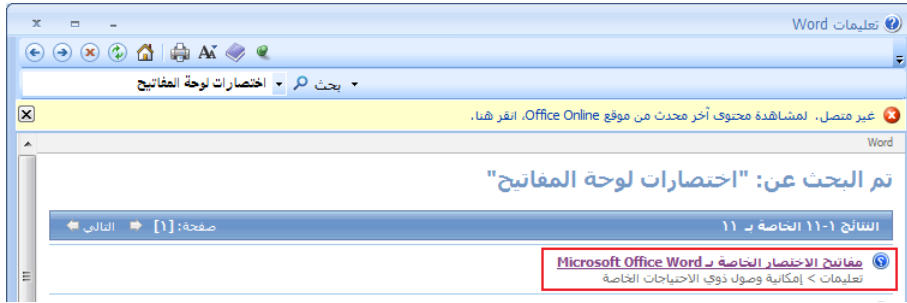 تعليمات Word
بحث
اختصارات لوحة المفاتيح
غير متصل. لمشاهدة محتوى آخر محدث من موقع Office Online، انقر هنا.
Word
تم البحث عن: "اختصارات لوحة المفاتيح"
النتائج ١-١١ الخاصة بـ ١١
صفحة: [١] التالي
مفاتيح الاختصار الخاصة بـ Microsoft Office Word
تعليمات > إمكانية وصول ذوي الاحتياجات الخاصة